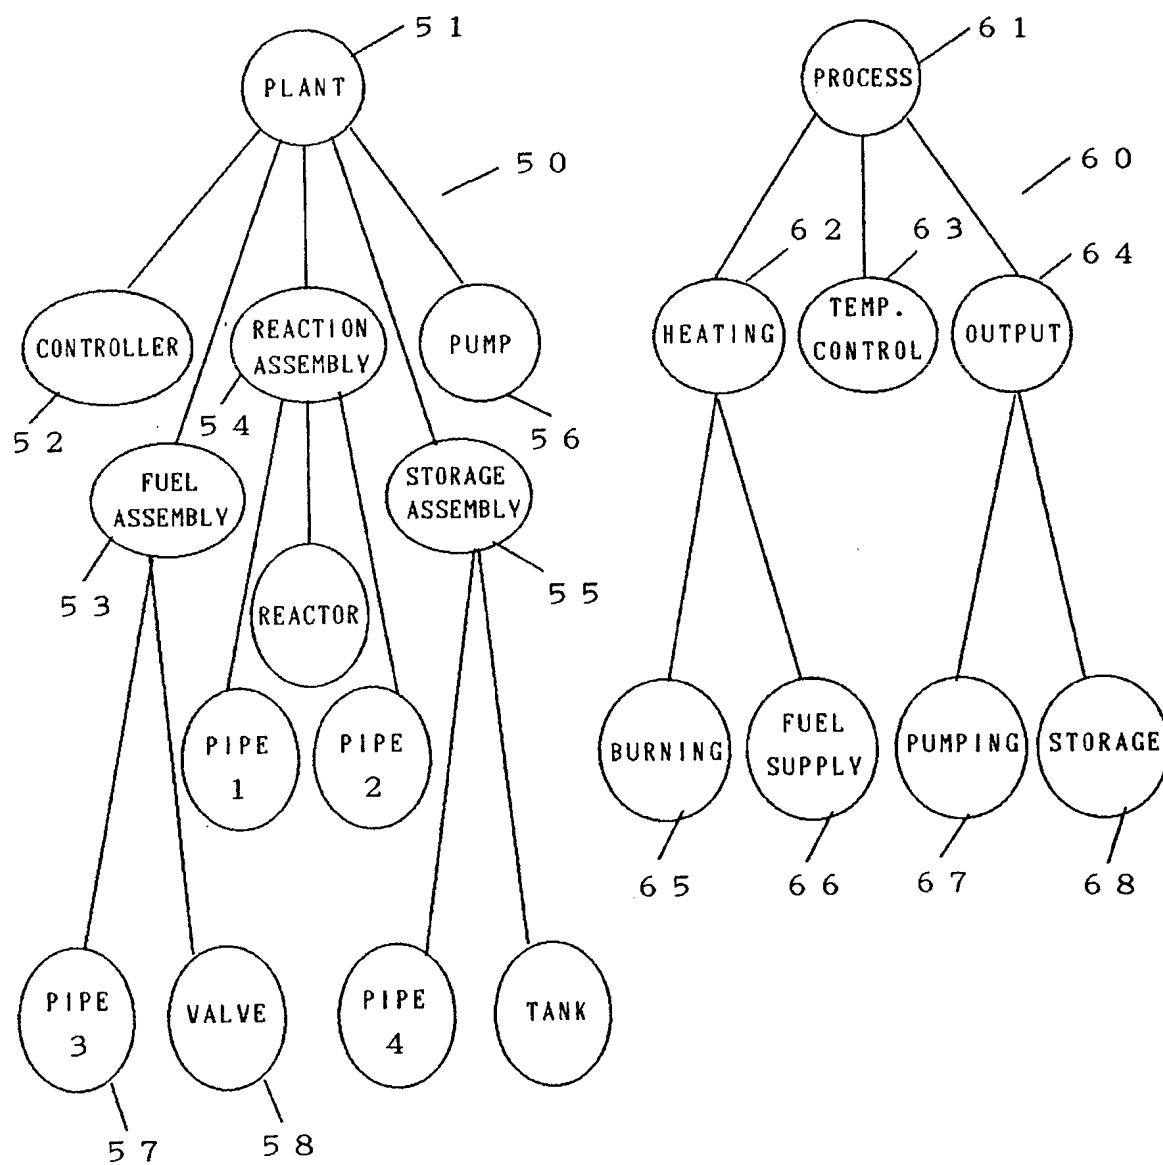 51
PLANT
50
61
PROCESS
60
62
63
64
CONTROLLER
REACTION
ASSEMBLY
PUMP
52
54
56
HEATING
TEMP.
CONTROL
OUTPUT
FUEL
ASSEMBLY
STORAGE
ASSEMBLY
53
REACTOR
55
PIPE
1
PIPE
2
BURNING
FUEL
SUPPLY
PUMPING
STORAGE
65
66
67
68
PIPE
3
VALVE
PIPE
4
TANK
57
58